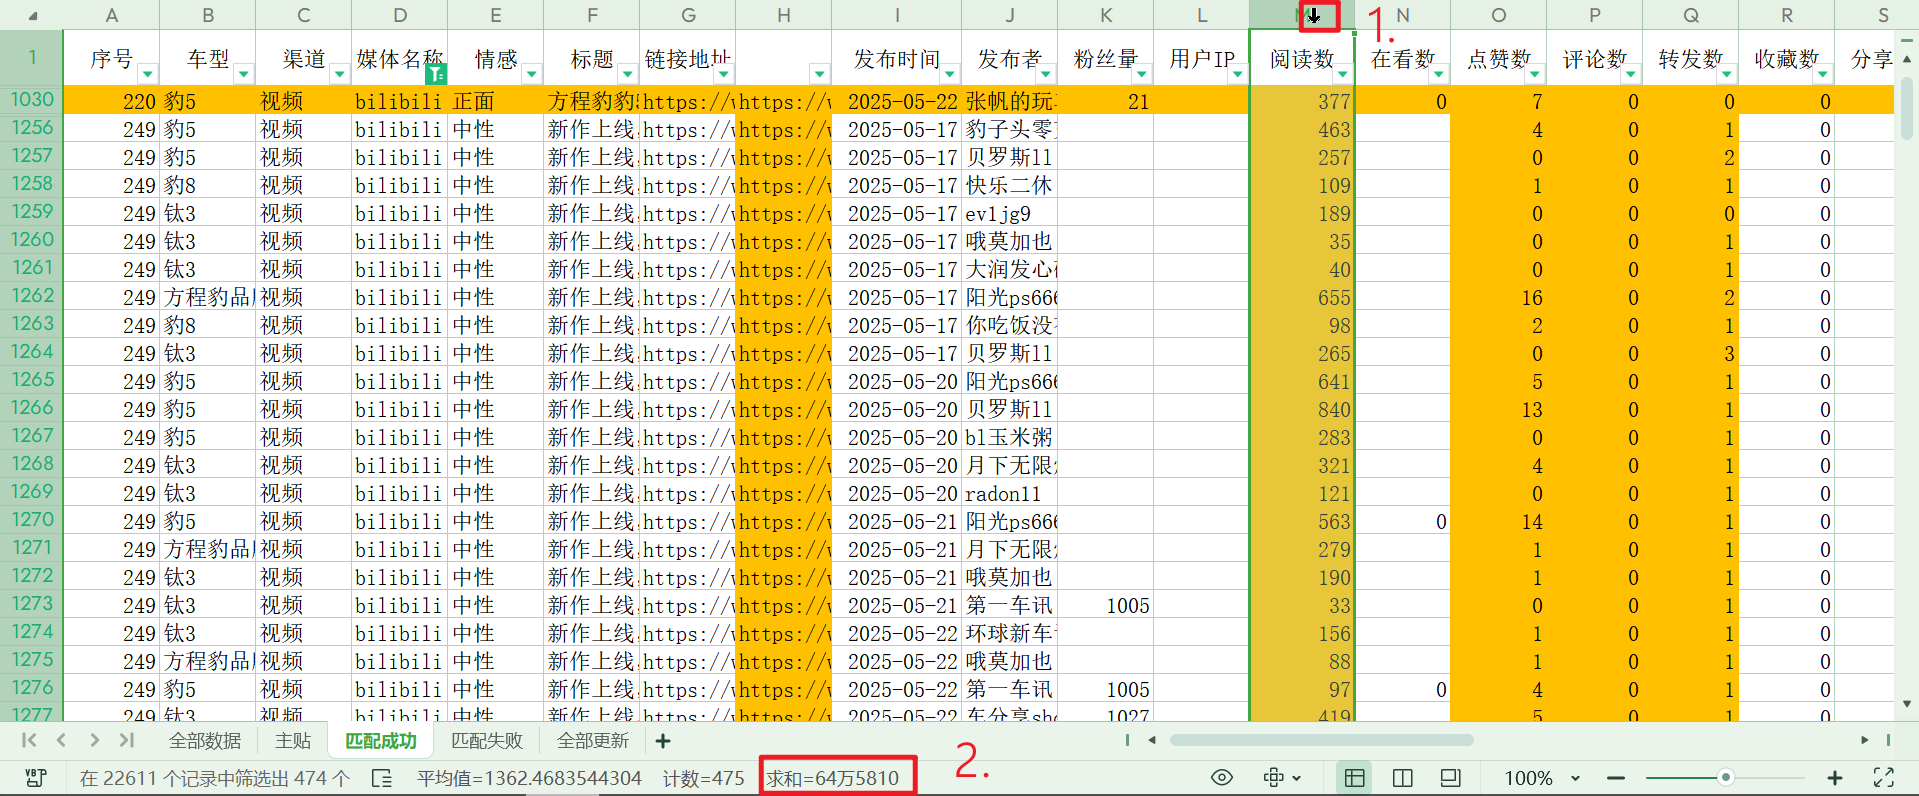 A B C D E F G H I J K L M N O P Q R S
1.
1 序号 车型 渠道 媒体名称 情感 标题 链接地址 发布时间 发布者 粉丝量 用户IP 阅读数 在看数 点赞数 评论数 转发数 收藏数 分享
1030 220 豹5 视频 bilibili 正面 方程豹豹 https://w https://w 2025-05-22 张帆的玩 21 377 0 7 0 0 0
1256 249 豹5 视频 bilibili 中性 新作上线 https://w https://w 2025-05-17 豹子头零 463 4 0 1 0
1257 249 豹5 视频 bilibili 中性 新作上线 https://w https://w 2025-05-17 贝罗斯ll 257 0 0 2 0
1258 249 豹8 视频 bilibili 中性 新作上线 https://w https://w 2025-05-17 快乐二休 109 1 0 1 0
1259 249 钛3 视频 bilibili 中性 新作上线 https://w https://w 2025-05-17 ev1jg9 189 0 0 0 0
1260 249 钛3 视频 bilibili 中性 新作上线 https://w https://w 2025-05-17 哦莫加也 35 0 0 1 0
1261 249 钛3 视频 bilibili 中性 新作上线 https://w https://w 2025-05-17 大润发心 40 0 0 1 0
1262 249 方程豹品 视频 bilibili 中性 新作上线 https://w https://w 2025-05-17 阳光ps666 655 16 0 2 0
1263 249 豹8 视频 bilibili 中性 新作上线 https://w https://w 2025-05-17 你吃饭没 98 2 0 1 0
1264 249 钛3 视频 bilibili 中性 新作上线 https://w https://w 2025-05-17 贝罗斯ll 265 0 0 3 0
1265 249 豹5 视频 bilibili 中性 新作上线 https://w https://w 2025-05-20 阳光ps666 641 5 0 1 0
1266 249 豹5 视频 bilibili 中性 新作上线 https://w https://w 2025-05-20 贝罗斯ll 840 13 0 1 0
1267 249 豹5 视频 bilibili 中性 新作上线 https://w https://w 2025-05-20 bl玉米粥 283 0 0 1 0
1268 249 钛3 视频 bilibili 中性 新作上线 https://w https://w 2025-05-20 月下无限 321 4 0 1 0
1269 249 钛3 视频 bilibili 中性 新作上线 https://w https://w 2025-05-20 radon11 121 0 0 1 0
1270 249 豹5 视频 bilibili 中性 新作上线 https://w https://w 2025-05-21 阳光ps666 563 0 14 0 1 0
1271 249 方程豹品 视频 bilibili 中性 新作上线 https://w https://w 2025-05-21 月下无限 279 1 0 1 0
1272 249 钛3 视频 bilibili 中性 新作上线 https://w https://w 2025-05-21 哦莫加也 190 1 0 1 0
1273 249 钛3 视频 bilibili 中性 新作上线 https://w https://w 2025-05-21 第一车讯 1005 33 0 0 1 0
1274 249 钛3 视频 bilibili 中性 新作上线 https://w https://w 2025-05-22 环球新车 156 1 0 1 0
1275 249 方程豹品 视频 bilibili 中性 新作上线 https://w https://w 2025-05-22 哦莫加也 88 1 0 1 0
1276 249 豹5 视频 bilibili 中性 新作上线 https://w https://w 2025-05-22 第一车讯 1005 97 0 4 0 1 0
1277 249 钛3 视频 bilibili 中性 新作上线 https://w https://w 2025-05-22 车分享sho 1027 419 5 0 1 0
全部数据 主贴 匹配成功 匹配失败 全部更新 +
2.
在 22611 个记录中筛选出 474 个 平均值=1362.4683544304 计数=475 求和=64万5810 100%